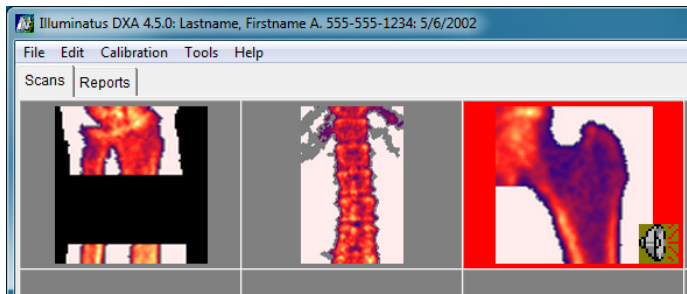 Illuminatus DXA 4.5.0: Lastname, Firstname A. 555-555-1234: 5/6/2002
File Edit Calibration Tools Help
Scans Reports